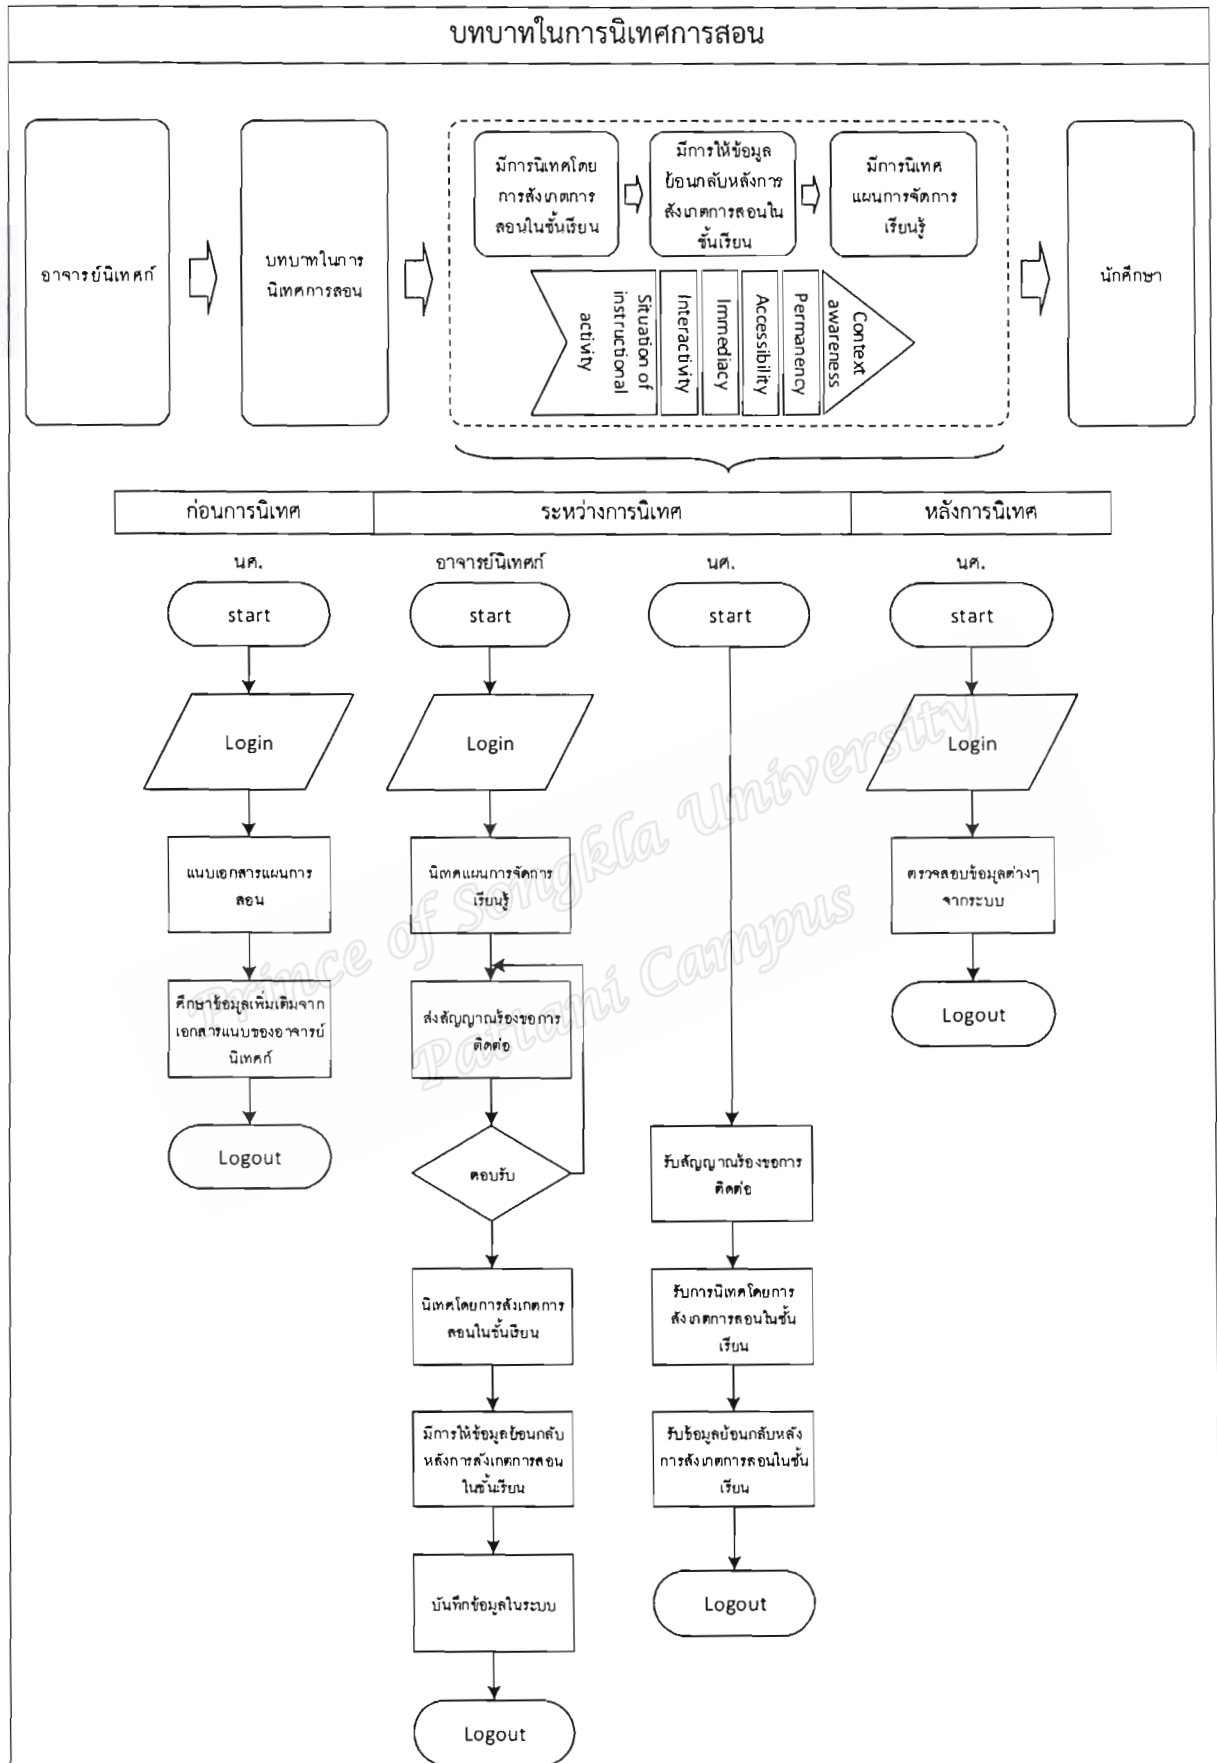 บทบาทในการนิเทศการสอน
อาจารย์นิเทศก์
บทบาทในการ
นิเทศการสอน
มีการนิเทศโดย
การสังเกตการ
สอนในชั้นเรียน
มีการให้ข้อมูล
ย้อนกลับหลังการ
สังเกตการสอนใน
ชั้นเรียน
มีการนิเทศ
แผนการจัดการ
เรียนรู้
Situation of
instructional
activity
Interactivity
Immediacy
Accessibility
Permanency
Context
awareness
นักศึกษา
ก่อนการนิเทศ
ระหว่างการนิเทศ
หลังการนิเทศ
นศ.
start
Login
แนบเอกสารแผนการ
สอน
ศึกษาข้อมูลเพิ่มเติมจาก
เอกสารแนบของอาจารย์
นิเทศก์
Logout
อาจารย์นิเทศก์
start
Login
นิเทศแผนการจัดการ
เรียนรู้
ส่งสัญญาณร้องขอการ
ติดต่อ
ตอบรับ
นิเทศโดยการสังเกตการ
สอนในชั้นเรียน
มีการให้ข้อมูลย้อนกลับ
หลังการสังเกตการสอน
ในชั้นเรียน
บันทึกข้อมูลในระบบ
Logout
นศ.
start
รับสัญญาณร้องขอการ
ติดต่อ
รับการนิเทศโดยการ
สังเกตการสอนในชั้น
เรียน
รับข้อมูลย้อนกลับหลัง
การสังเกตการสอนในชั้น
เรียน
Logout
นศ.
start
Login
ตรวจสอบข้อมูลต่างๆ
จากระบบ
Logout
Prince of Songkla University
Pattani Campus